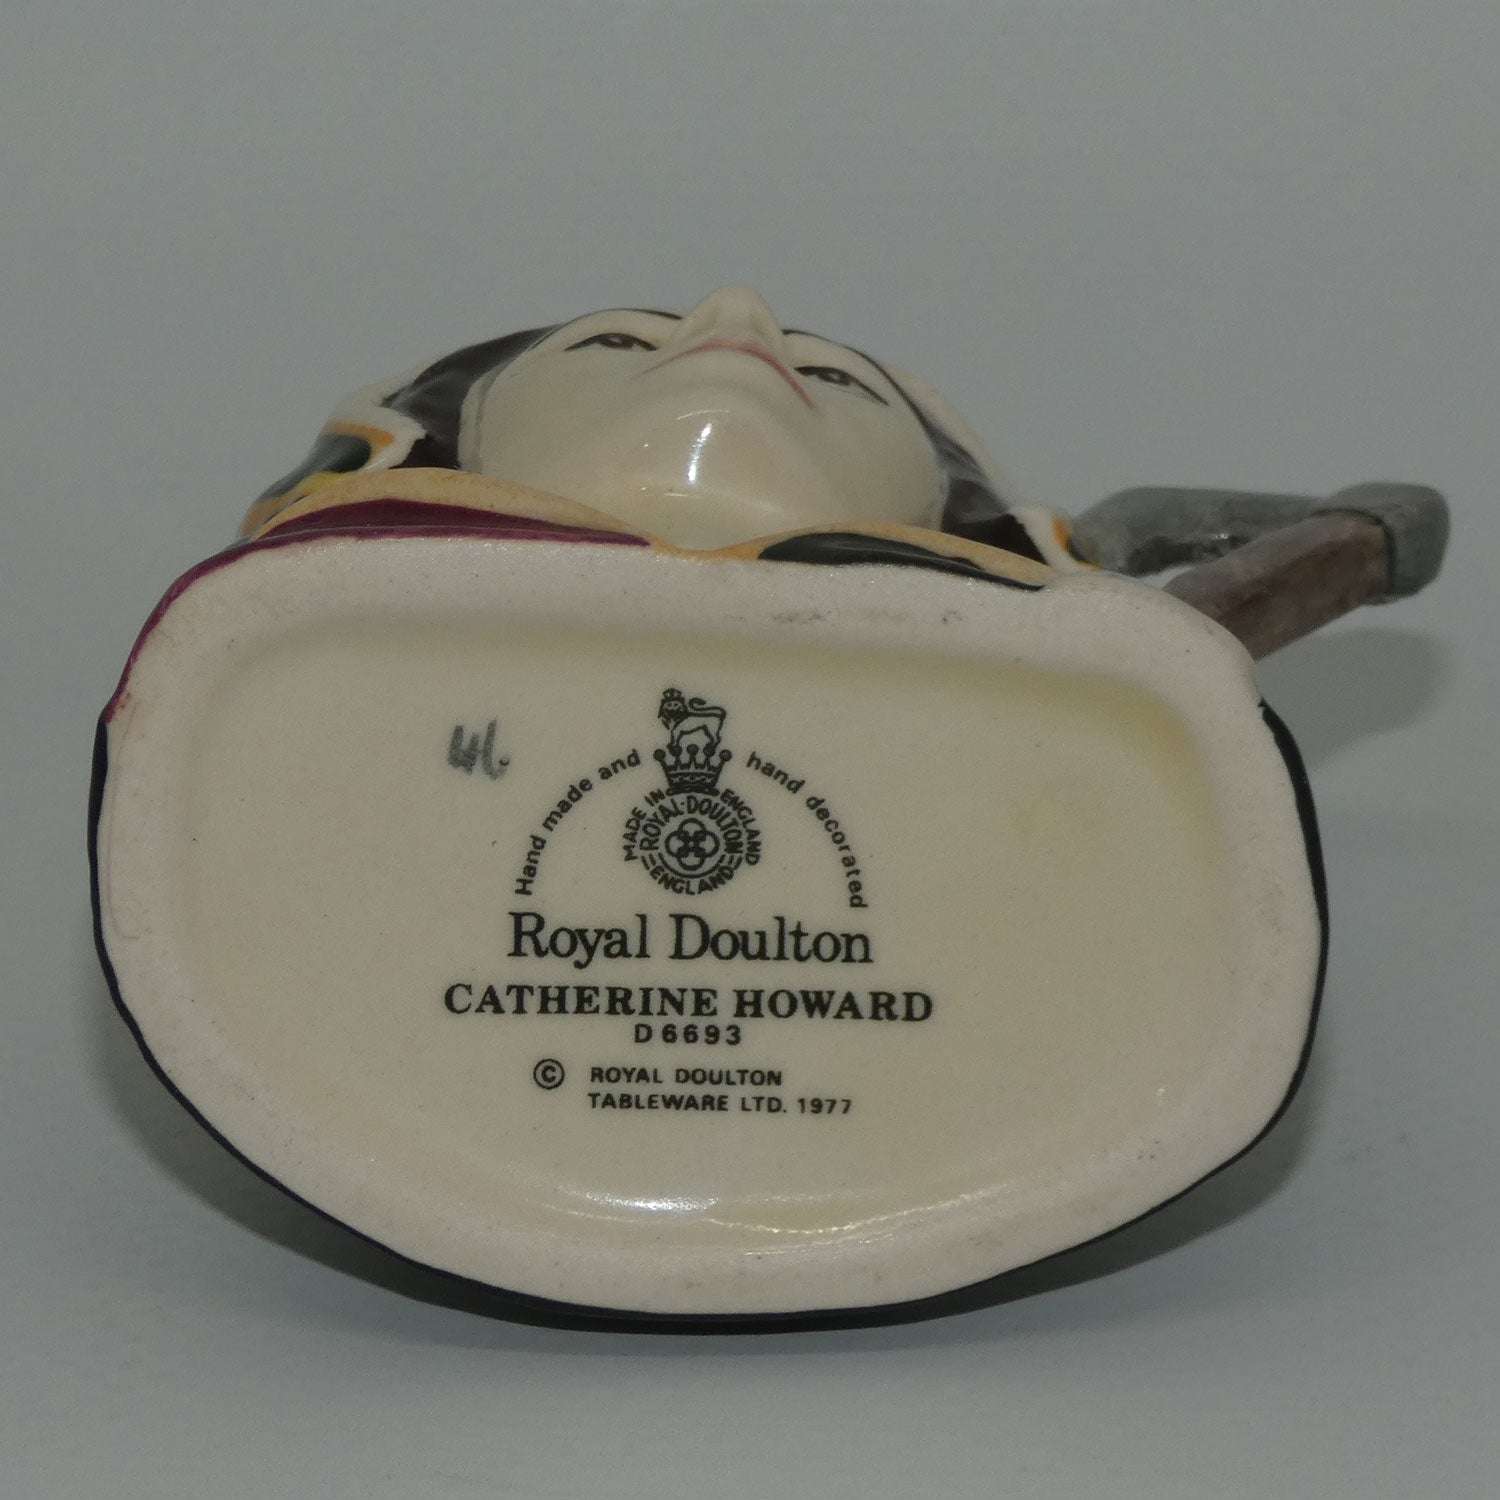 Hand made and hand decorated
MADE IN ENGLAND
ROYAL·DOULTON
ENGLAND
Royal Doulton
CATHERINE HOWARD
D 6693
© ROYAL DOULTON
TABLEWARE LTD. 1977